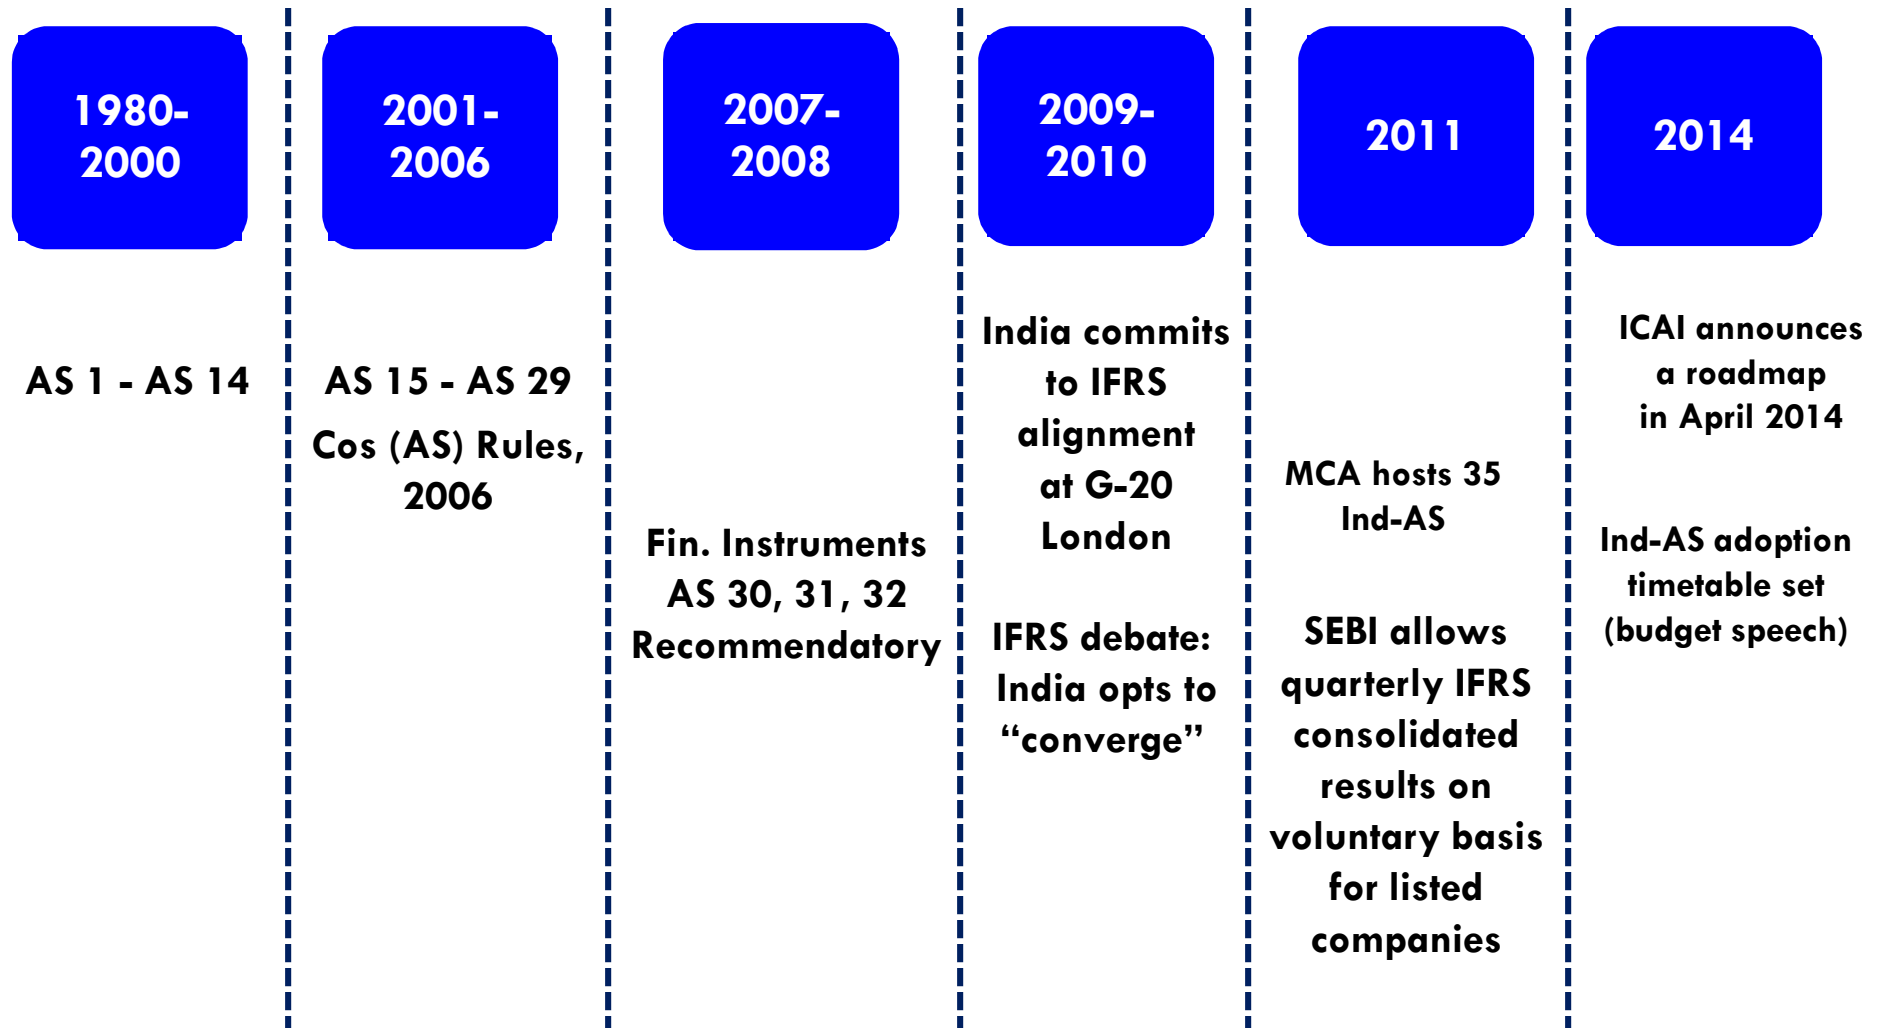 1980-
2000
AS 1 - AS 14
2001-
2006
AS 15 - AS 29
Cos (AS) Rules,
2006
2007-
2008
Fin. Instruments
AS 30, 31, 32
Recommendatory
2009-
2010
India commits
to IFRS
alignment
at G-20
London
IFRS debate:
India opts to
“converge”
2011
MCA hosts 35
Ind-AS
SEBI allows
quarterly IFRS
consolidated
results on
voluntary basis
for listed
companies
2014
ICAI announces
a roadmap
in April 2014
Ind-AS adoption
timetable set
(budget speech)